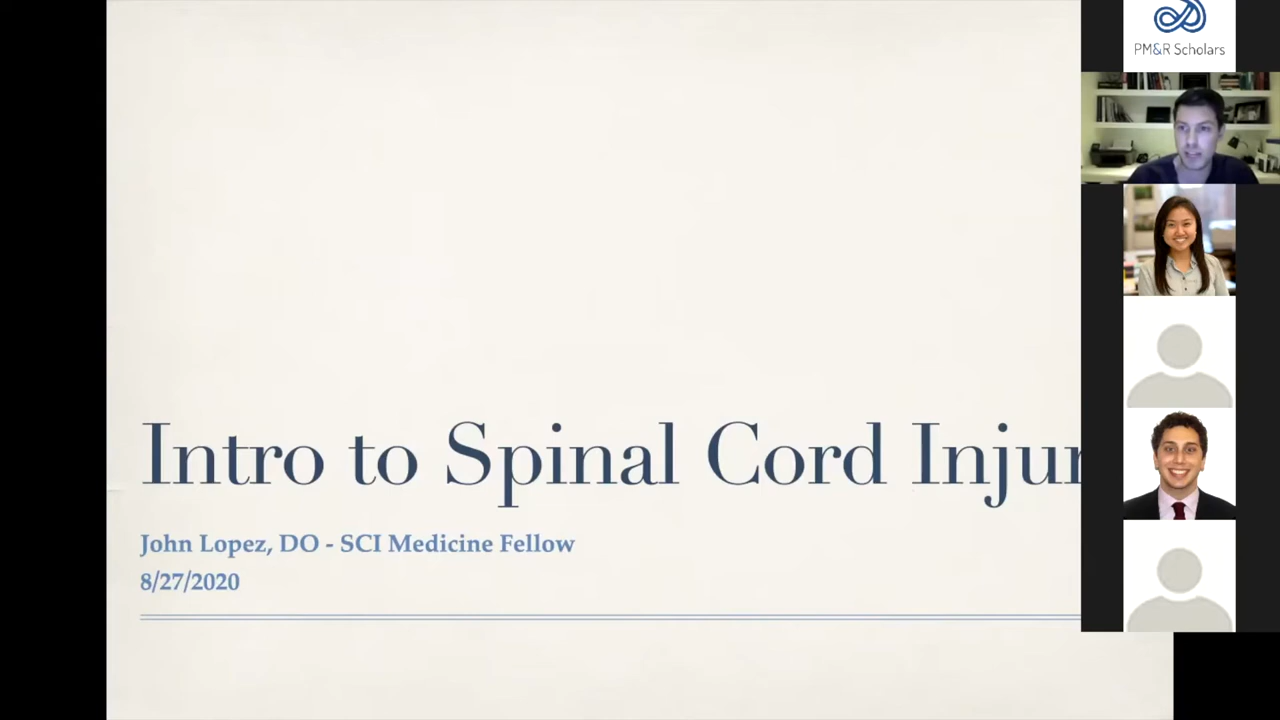 PM&R Scholars
Intro to Spinal Cord Injur
John Lopez, DO - SCI Medicine Fellow
8/27/2020